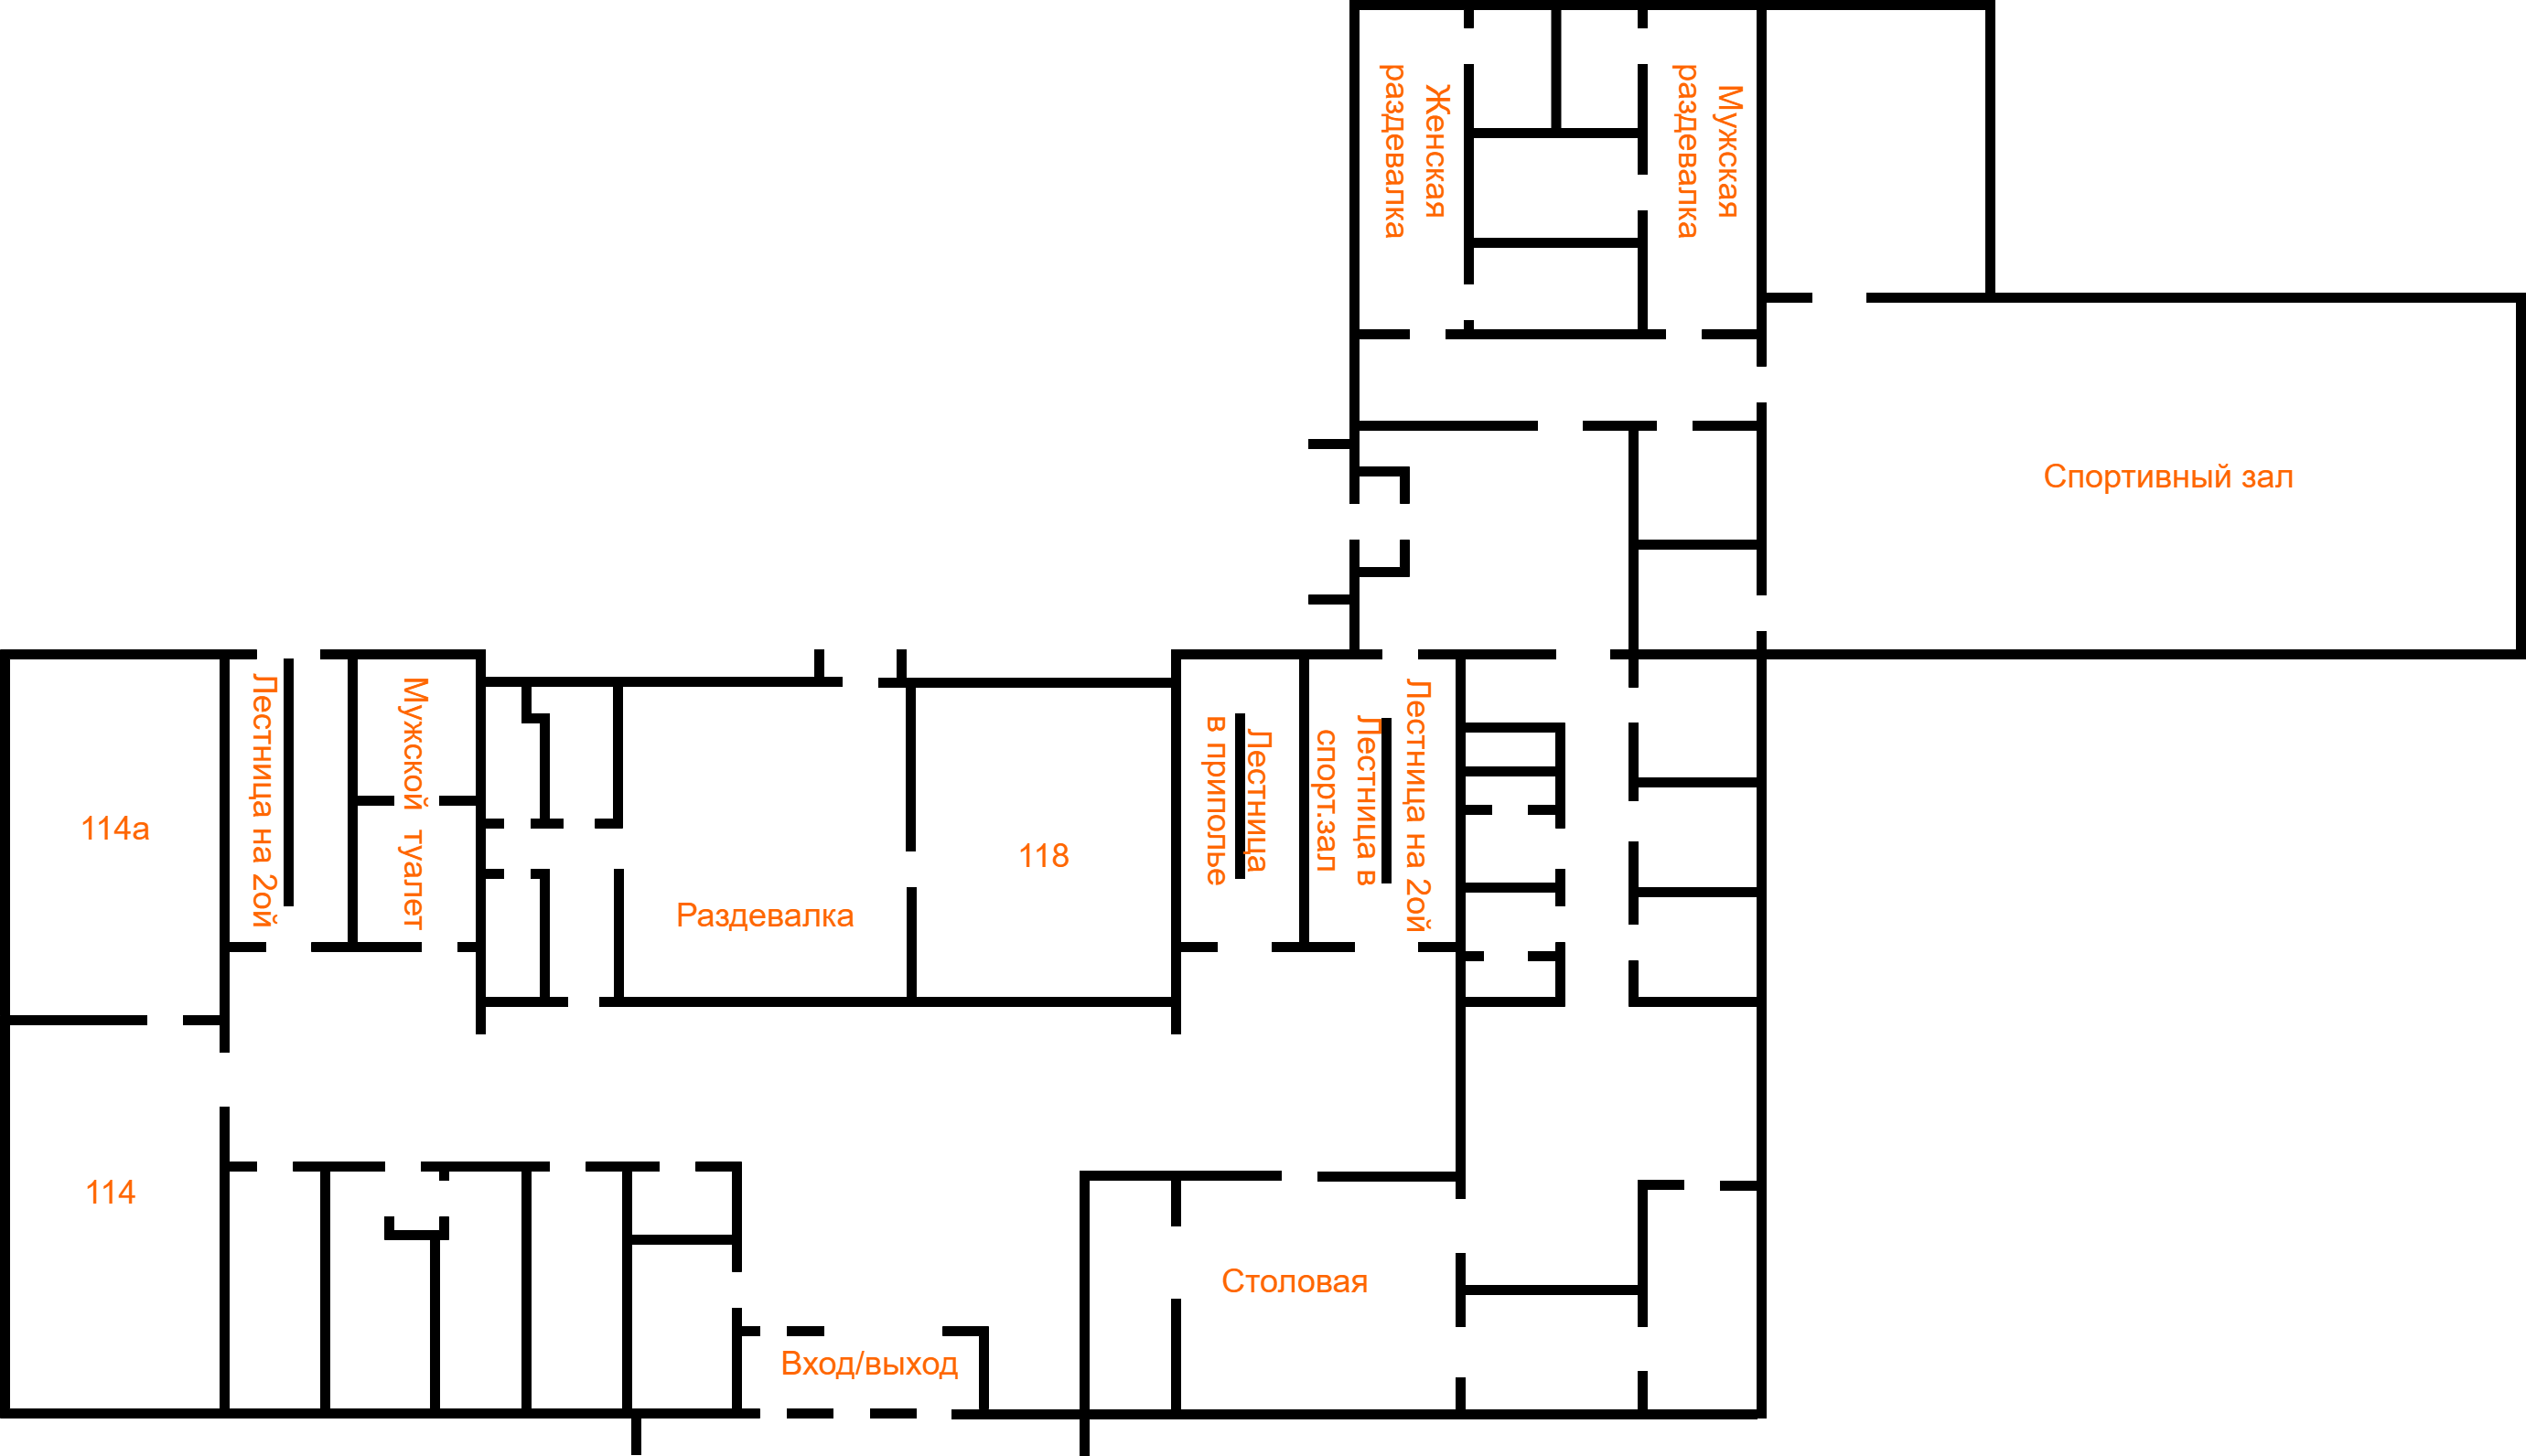 Женская
раздевалка
Мужская
раздевалка
Спортивный зал
114а
Лестница на 2ой
Мужской туалет
Раздевалка
118
Лестница
в приполье
Лестница в
спорт.зал
Лестница на 2ой
114
Столовая
Вход/выход